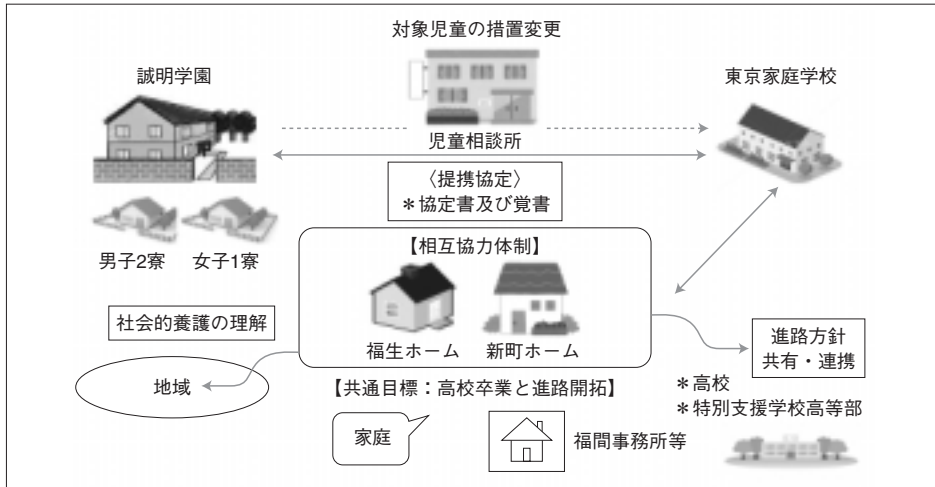 対象児童の措置変更
誠明学園
東京家庭学校
児童相談所
〈提携協定〉
＊協定書及び覚書
男子2寮 女子1寮
【相互協力体制】
福生ホーム 新町ホーム
社会的養護の理解
地域
進路方針
共有・連携
＊高校
＊特別支援学校高等部
【共通目標：高校卒業と進路開拓】
家庭
福間事務所等